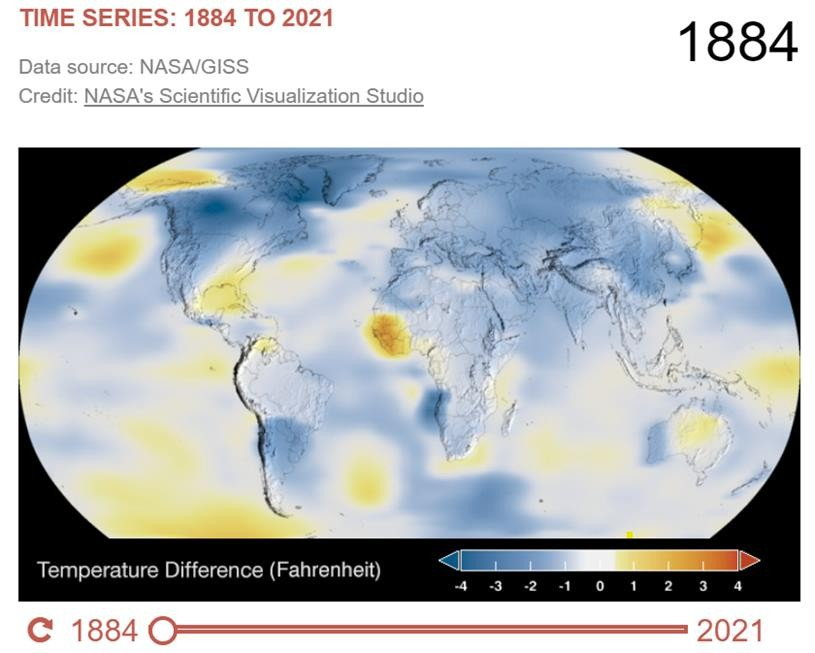 TIME SERIES: 1884 TO 2021
1884
Data source: NASA/GISS
Credit: NASA's Scientific Visualization Studio
Temperature Difference (Fahrenheit)
-4 -3 -2 -1 0 1 2 3 4
1884 2021